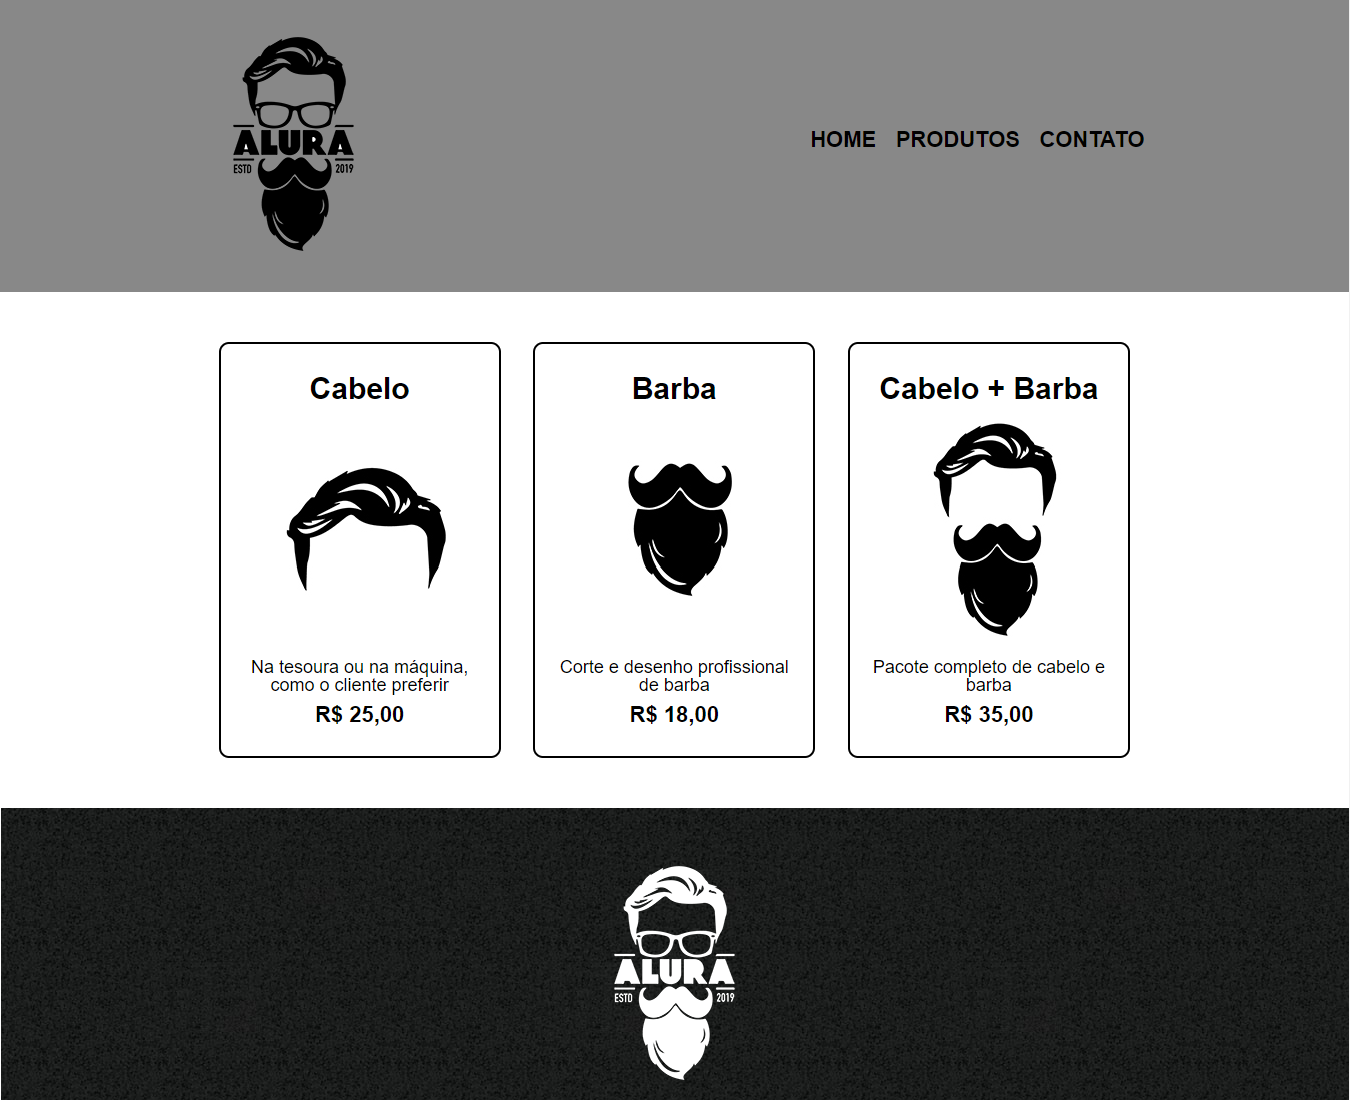 ALURA
ESTD 2019
HOME PRODUTOS CONTATO
Cabelo
Na tesoura ou na máquina,
como o cliente preferir
R$ 25,00
Barba
Corte e desenho profissional
de barba
R$ 18,00
Cabelo + Barba
Pacote completo de cabelo e
barba
R$ 35,00
ALURA
ESTD 2019